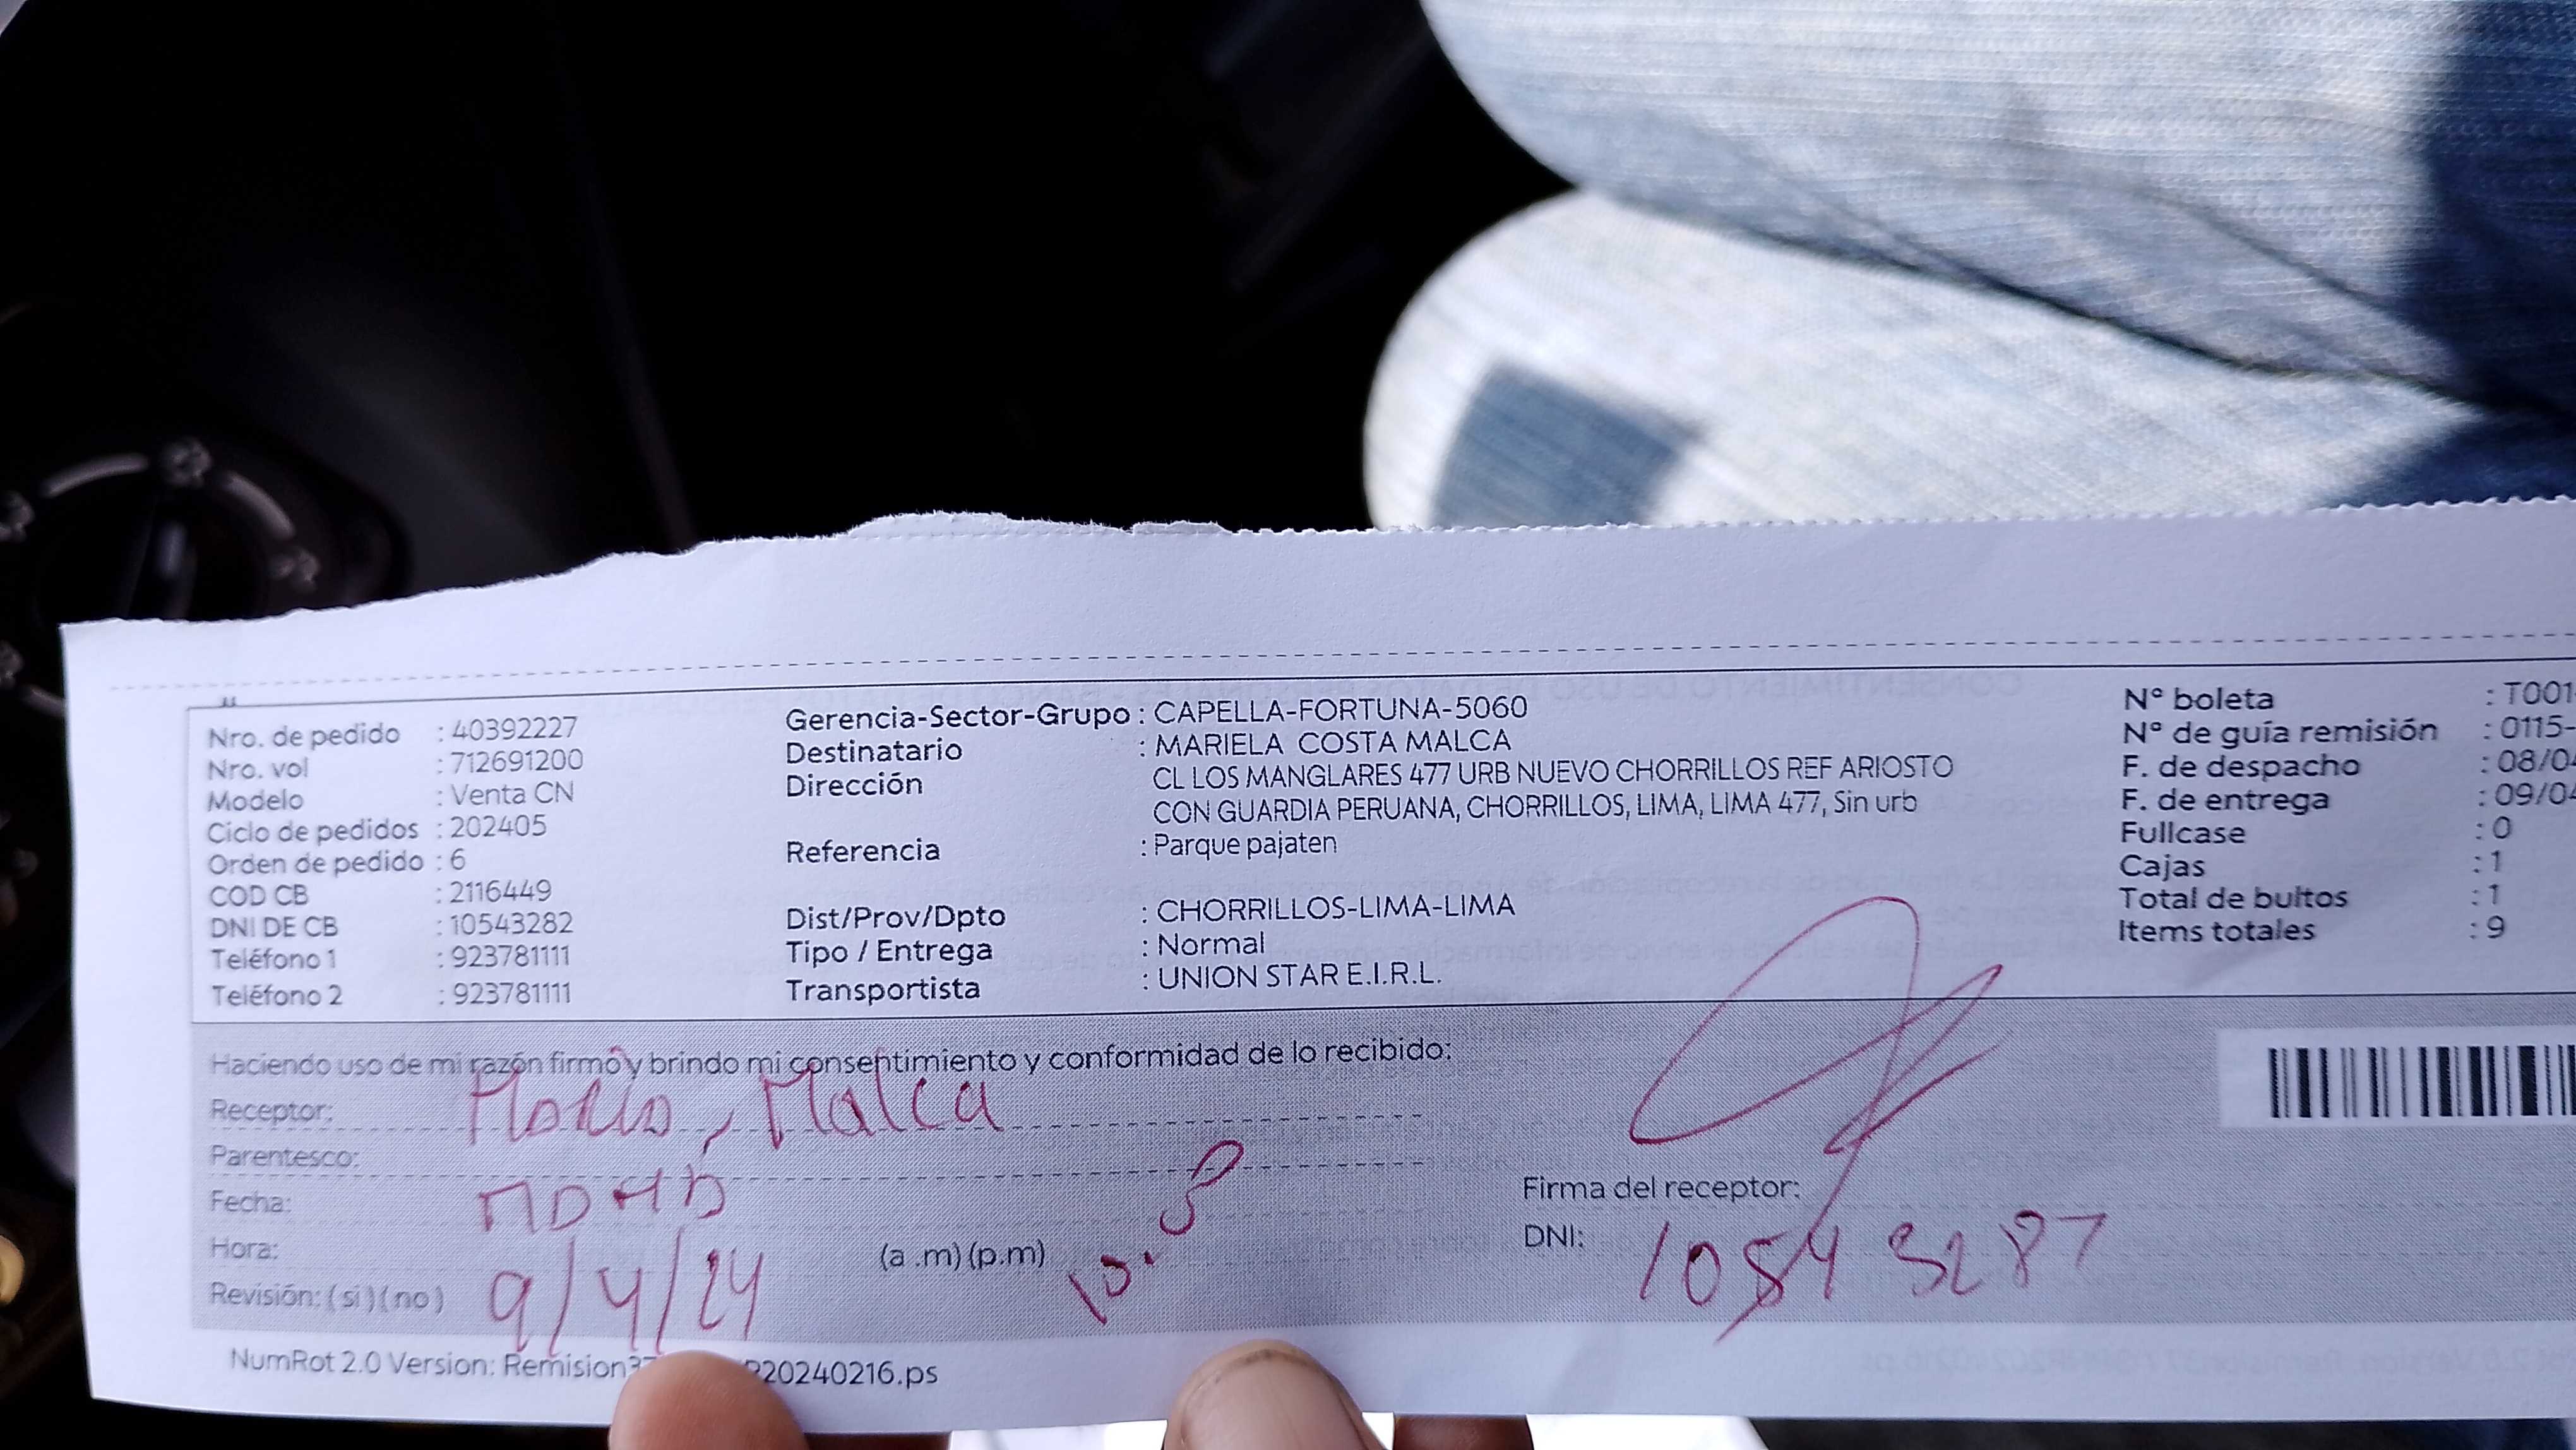 Nro. de pedido : 40392227
Nro. vol : 712691200
Modelo : Venta CN
Ciclo de pedidos : 202405
Orden de pedido : 6
COD CB : 2116449
DNI DE CB : 10543282
Teléfono 1 : 923781111
Teléfono 2 : 923781111
Gerencia-Sector-Grupo : CAPELLA-FORTUNA-5060
Destinatario : MARIELA COSTA MALCA
Dirección CL LOS MANGLARES 477 URB NUEVO CHORRILLOS REF ARIOSTO
CON GUARDIA PERUANA, CHORRILLOS, LIMA, LIMA 477, Sin urb
Referencia : Parque pajaten
Dist/Prov/Dpto : CHORRILLOS-LIMA-LIMA
Tipo / Entrega : Normal
Transportista : UNION STAR E.I.R.L.
N° boleta : T001
N° de guía remisión : 0115-
F. de despacho : 08/04
F. de entrega : 09/04
Fullcase : 0
Cajas : 1
Total de bultos : 1
Items totales : 9
Haciendo uso de mi razón firmo y brindo mi consentimiento y conformidad de lo recibido:
Receptor: Malca
Parentesco:
Fecha:
Hora: (a .m) (p.m)
Revisión: ( si ) ( no ) 9/4/24
Firma del receptor:
DNI: 10543287
NumRot 2.0 Version: Remision37 P20240216.ps